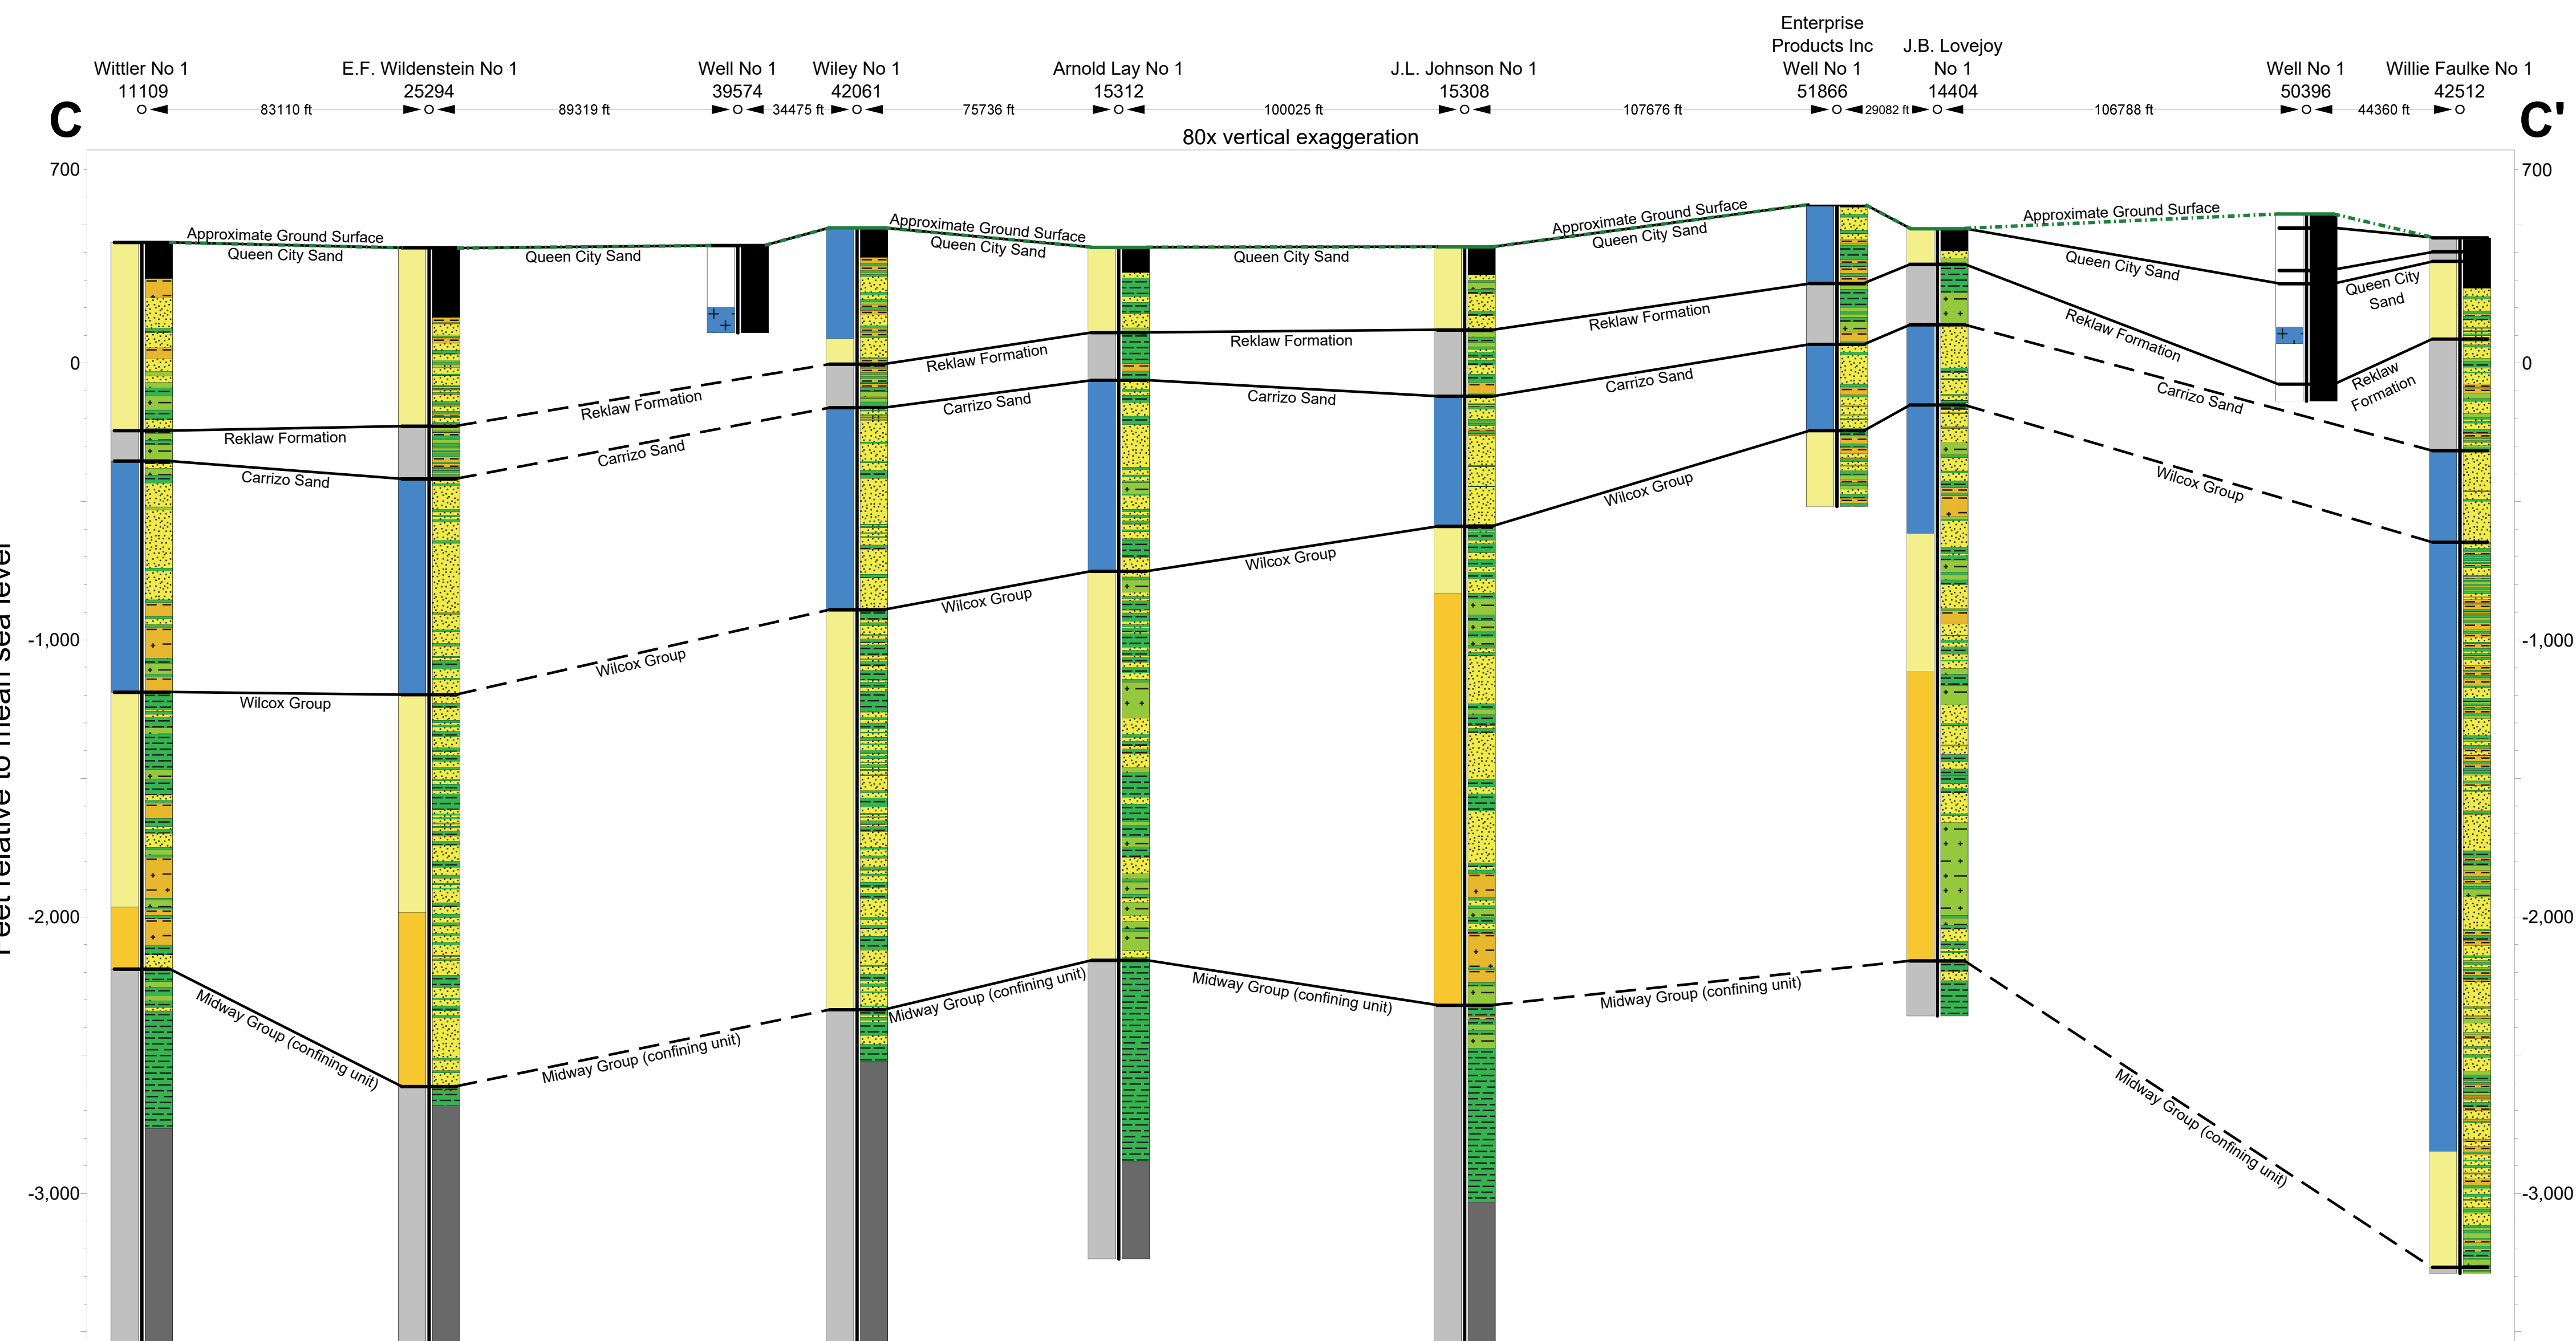 Enterprise
Products Inc
J.B. Lovejoy
Wittler No 1
E.F. Wildenstein No 1
Well No 1
Wiley No 1
Arnold Lay No 1
J.L. Johnson No 1
Well No 1
No 1
Well No 1
Willie Faulke No 1
11109
25294
39574
42061
15312
15308
51866
14404
50396
42512
C
83110 ft
89319 ft
34475 ft
75736 ft
100025 ft
107676 ft
29082 ft
106788 ft
44360 ft
C'
80x vertical exaggeration
700
700
Approximate Ground Surface
Queen City Sand
Queen City Sand
Approximate Ground Surface
Queen City Sand
Queen City Sand
Approximate Ground Surface
Queen City Sand
Approximate Ground Surface
Queen City Sand
Queen City
Sand
0
0
Reklaw Formation
Reklaw Formation
Reklaw Formation
Reklaw Formation
Reklaw Formation
Reklaw Formation
Reklaw
Formation
Carrizo Sand
Carrizo Sand
Carrizo Sand
Carrizo Sand
Carrizo Sand
Carrizo Sand
Wilcox Group
Wilcox Group
Wilcox Group
Wilcox Group
Wilcox Group
Wilcox Group
-1,000
-1,000
Feet relative to mean sea level
-2,000
-2,000
Midway Group (confining unit)
Midway Group (confining unit)
Midway Group (confining unit)
Midway Group (confining unit)
Midway Group (confining unit)
Midway Group (confining unit)
-3,000
-3,000